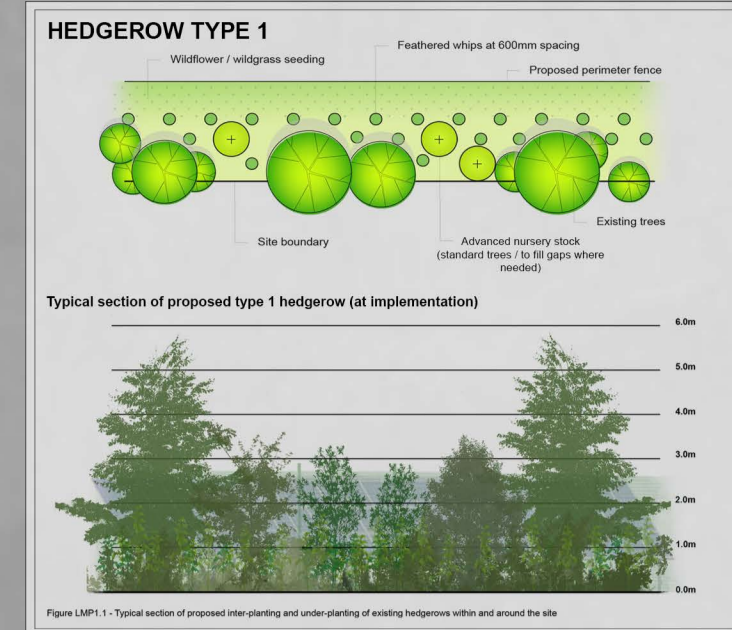 HEDGEROW TYPE 1
Feathered whips at 600mm spacing
Wildflower / wildgrass seeding
Proposed perimeter fence
Existing trees
Site boundary
Advanced nursery stock
(standard trees / to fill gaps where
needed)
Typical section of proposed type 1 hedgerow (at implementation)
6.0m
5.0m
4.0m
3.0m
2.0m
1.0m
0.0m
Figure LMP1.1 - Typical section of proposed inter-planting and under-planting of existing hedgerows within and around the site